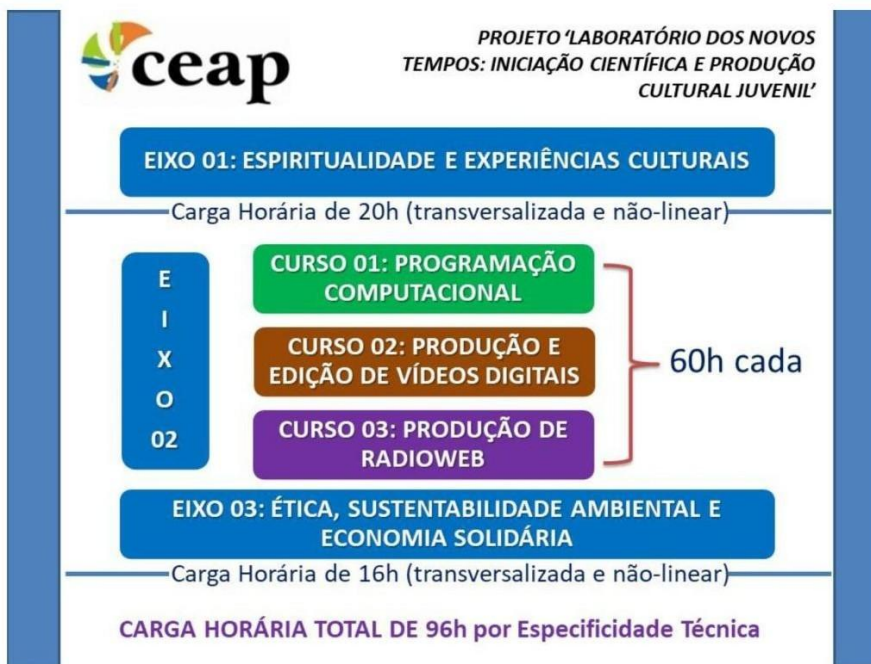 ceap
PROJETO ‘LABORATÓRIO DOS NOVOS
TEMPOS: INICIAÇÃO CIENTÍFICA E PRODUÇÃO
CULTURAL JUVENIL’
EIXO 01: ESPIRITUALIDADE E EXPERIÊNCIAS CULTURAIS
Carga Horária de 20h (transversalizada e não-linear)
E
I
X
O
02
CURSO 01: PROGRAMAÇÃO
COMPUTACIONAL
CURSO 02: PRODUÇÃO E
EDIÇÃO DE VÍDEOS DIGITAIS
CURSO 03: PRODUÇÃO DE
RADIOWEB
60h cada
EIXO 03: ÉTICA, SUSTENTABILIDADE AMBIENTAL E
ECONOMIA SOLIDÁRIA
Carga Horária de 16h (transversalizada e não-linear)
CARGA HORÁRIA TOTAL DE 96h por Especificidade Técnica